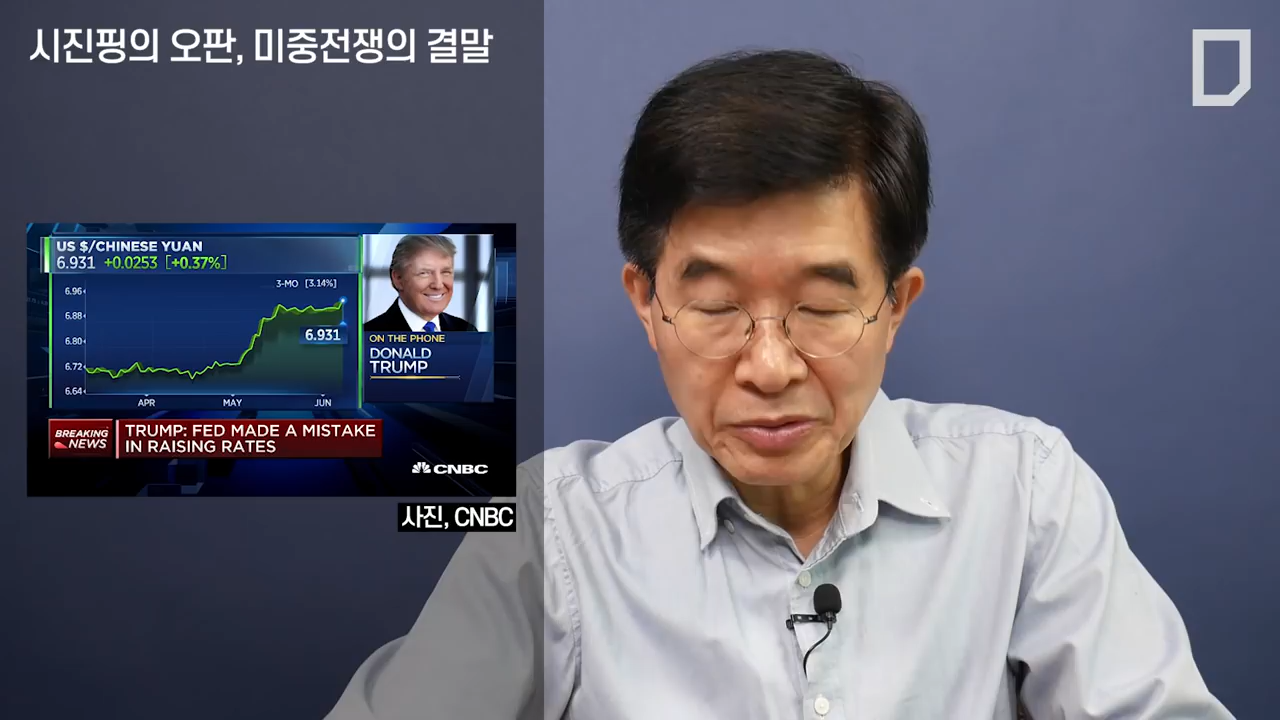 시진핑의 오판, 미중전쟁의 결말
US $/CHINESE YUAN
6.931 +0.0253 [+0.37%]
3-MO [3.14%]
6.96
6.88
6.80
6.72
6.64
6.931
APR MAY JUN
ON THE PHONE
DONALD
TRUMP
BREAKING
NEWS
TRUMP: FED MADE A MISTAKE
IN RAISING RATES
CNBC
사진, CNBC